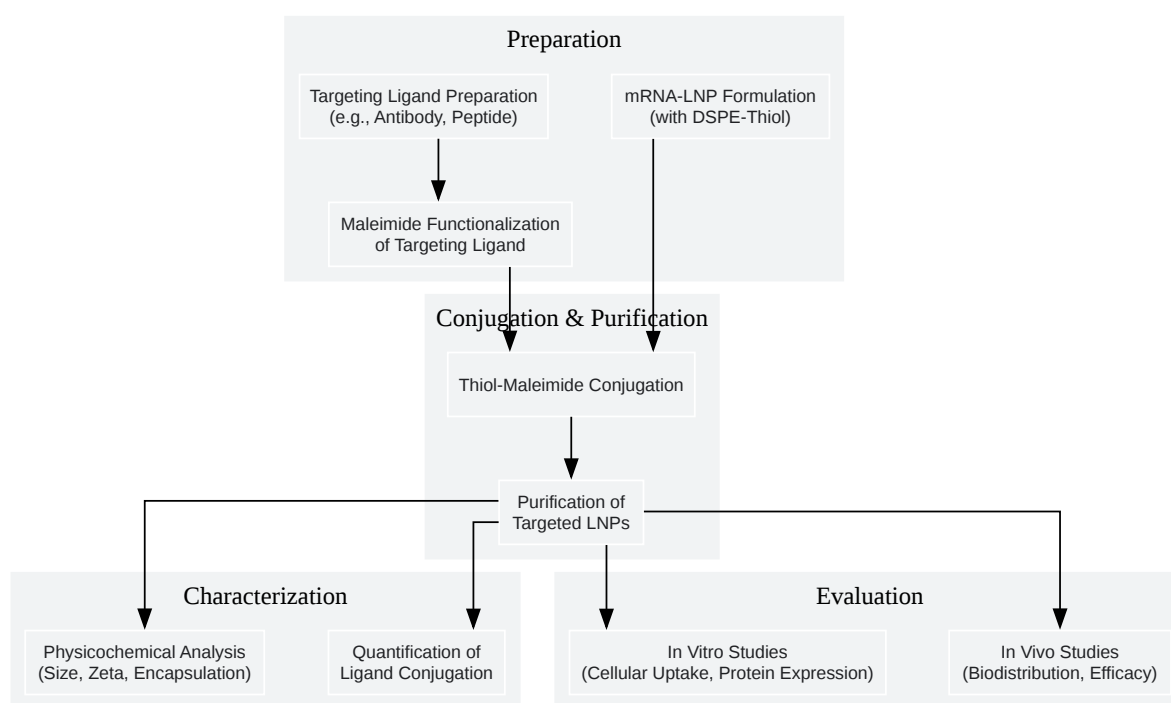 Preparation
Targeting Ligand Preparation
(e.g., Antibody, Peptide)
mRNA-LNP Formulation
(with DSPE-Thiol)
Maleimide Functionalization
of Targeting Ligand
Conjugation & Purification
Thiol-Maleimide Conjugation
Purification of
Targeted LNPs
Characterization
Physicochemical Analysis
(Size, Zeta, Encapsulation)
Quantification of
Ligand Conjugation
Evaluation
In Vitro Studies
(Cellular Uptake, Protein Expression)
In Vivo Studies
(Biodistribution, Efficacy)